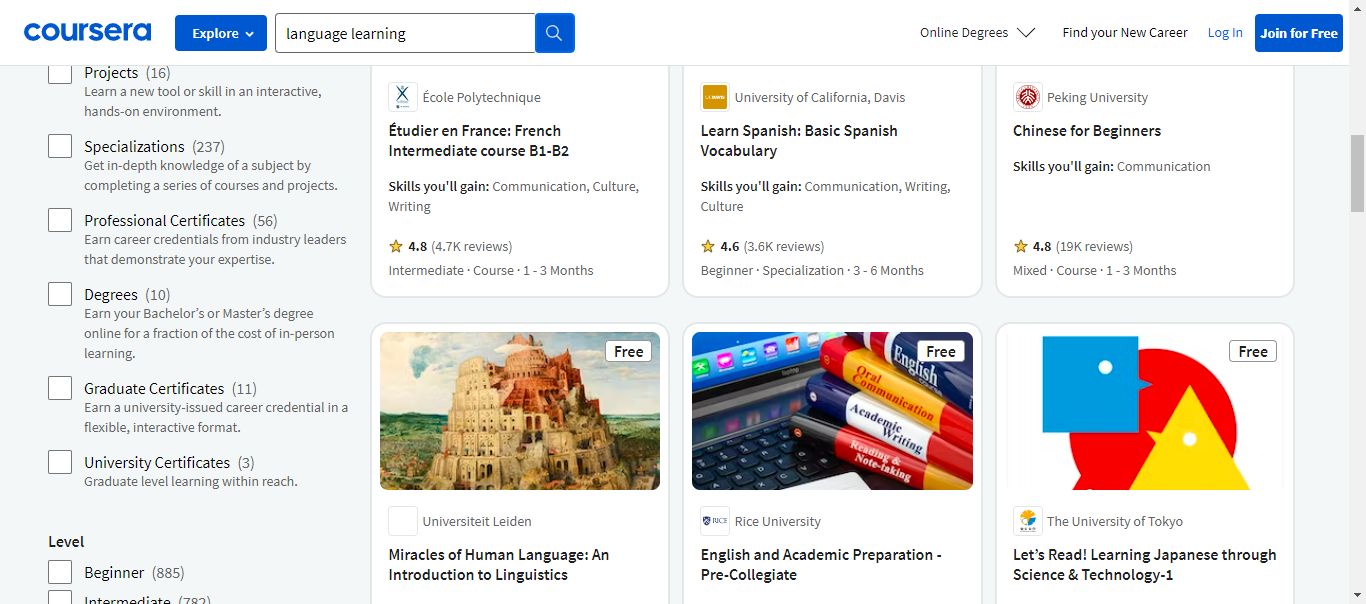 coursera
Explore
language learning
Online Degrees
Find your New Career
Log In
Join for Free
Projects (16)
Learn a new tool or skill in an interactive,
hands-on environment.
Specializations (237)
Get in-depth knowledge of a subject by
completing a series of courses and projects.
Professional Certificates (56)
Earn career credentials from industry leaders
that demonstrate your expertise.
Degrees (10)
Earn your Bachelor’s or Master’s degree
online for a fraction of the cost of in-person
learning.
Graduate Certificates (11)
Earn a university-issued career credential in a
flexible, interactive format.
University Certificates (3)
Graduate level learning within reach.
Level
Beginner (885)
Intermediate (782)
École Polytechnique
Étudier en France: French
Intermediate course B1-B2
Skills you'll gain: Communication, Culture,
Writing
4.8 (4.7K reviews)
Intermediate · Course · 1 - 3 Months
UC DAVIS
University of California, Davis
Learn Spanish: Basic Spanish
Vocabulary
Skills you'll gain: Communication, Writing,
Culture
4.6 (3.6K reviews)
Beginner · Specialization · 3 - 6 Months
Peking University
Chinese for Beginners
Skills you'll gain: Communication
4.8 (19K reviews)
Mixed · Course · 1 - 3 Months
Free
Universiteit Leiden
Miracles of Human Language: An
Introduction to Linguistics
Free
English
Oral
Communication
Academic
Writing
Reading &
Note-taking
RICE
Rice University
English and Academic Preparation -
Pre-Collegiate
Free
The University of Tokyo
Let’s Read! Learning Japanese through
Science & Technology-1